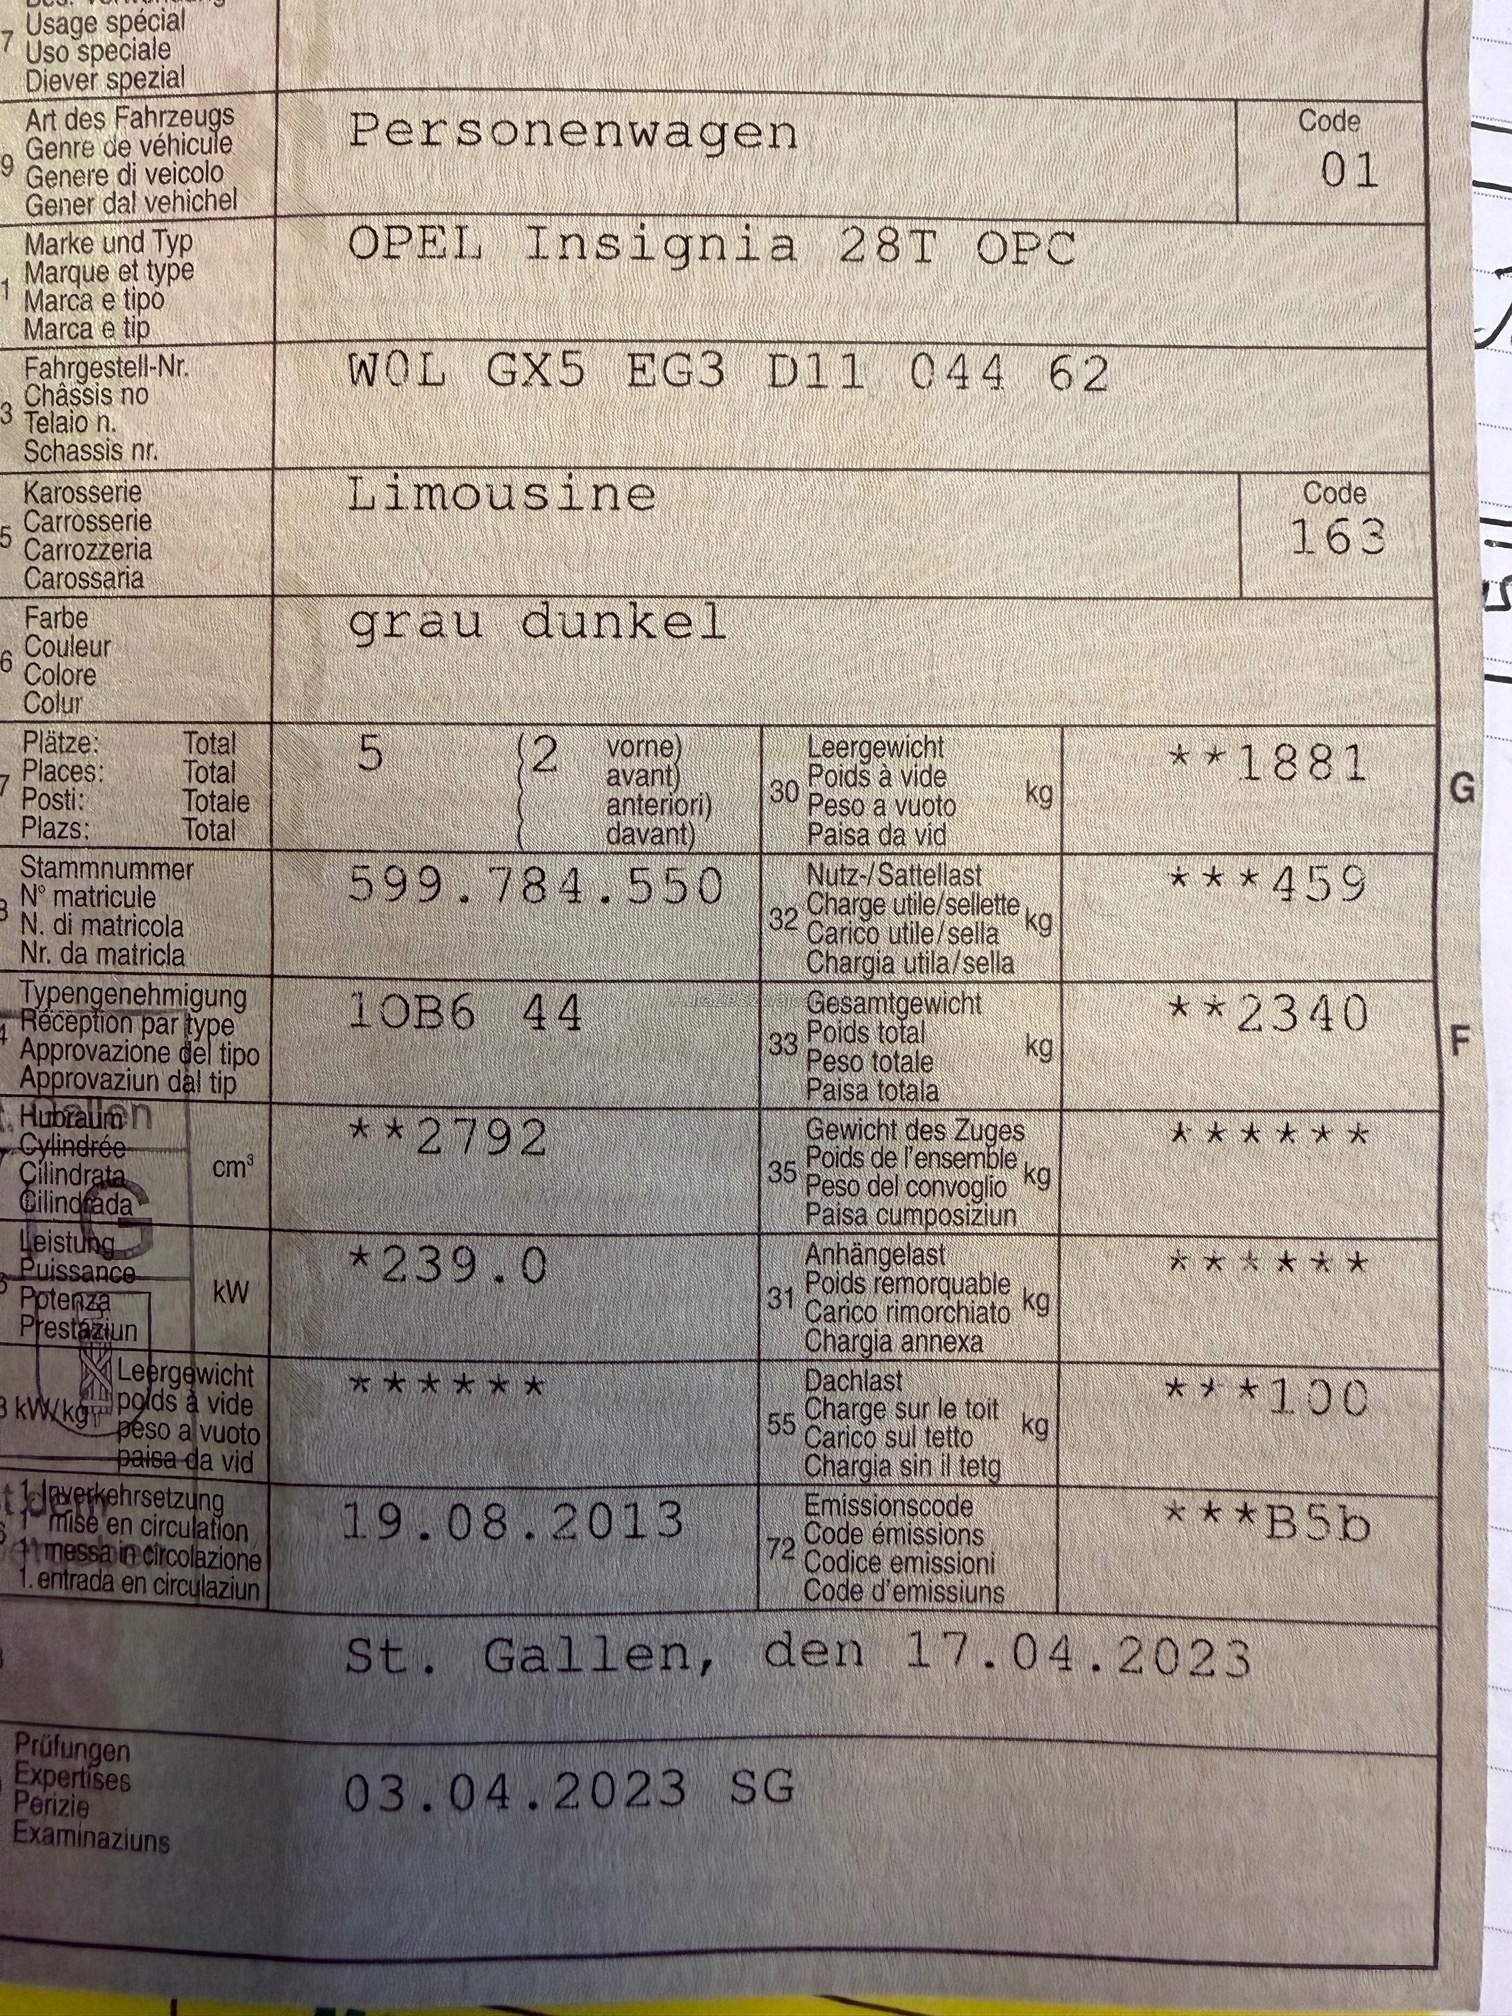 Usage spécial
7 Uso speciale
Diever spezial
Art des Fahrzeugs
Genre de véhicule
9 Genere di veicolo
Gener dal vehichel
Personenwagen
Code
01
Marke und Typ
Marque et type
1 Marca e tipo
Marca e tip
OPEL Insignia 28T OPC
Fahrgestell-Nr.
Châssis no
3 Telaio n.
Schassis nr.
W0L GX5 EG3 D11 044 62
Karosserie
Carrosserie
5 Carrozzeria
Carossaria
Limousine
Code
163
Farbe
Couleur
6 Colore
Colur
grau dunkel
Plätze: Total
Places: Total
7 Posti: Totale
Plazs: Total
5 (2 vorne)
( avant)
( anteriori)
( davant)
Leergewicht
30 Poids à vide
Peso a vuoto kg
Paisa da vid
**1881
G
Stammnummer
N° matricule
8 N. di matricola
Nr. da matricla
599.784.550
Nutz-/Sattellast
Charge utile/sellette
32 Carico utile/sella kg
Chargia utila/sella
***459
Typengenehmigung
Réception par type
4 Approvazione del tipo
Approvaziun dal tip
1OB6 44
Gesamtgewicht
Poids total
33 Peso totale kg
Paisa totala
**2340
F
Hubraum
Cylindrée
7 Cilindrata cm³
Cilindrada
**2792
Gewicht des Zuges
Poids de l'ensemble
35 Peso del convoglio kg
Paisa cumposiziun
******
Leistung
Puissance
Potenza kW
Prestaziun
*239.0
Anhängelast
Poids remorquable
31 Carico rimorchiato kg
Chargia annexa
******
Leergewicht
kW/kg poids à vide
peso a vuoto
paisa da vid
******
Dachlast
Charge sur le toit
55 Carico sul tetto kg
Chargia sin il tetg
***100
1. Inverkehrsetzung
1re mise en circulation
1a messa in circolazione
1. entrada en circulaziun
19.08.2013
Emissionscode
Code émissions
72 Codice emissioni
Code d'emissiuns
***B5b
St. Gallen, den 17.04.2023
Prüfungen
Expertises
Perizie
Examinaziuns
03.04.2023 SG